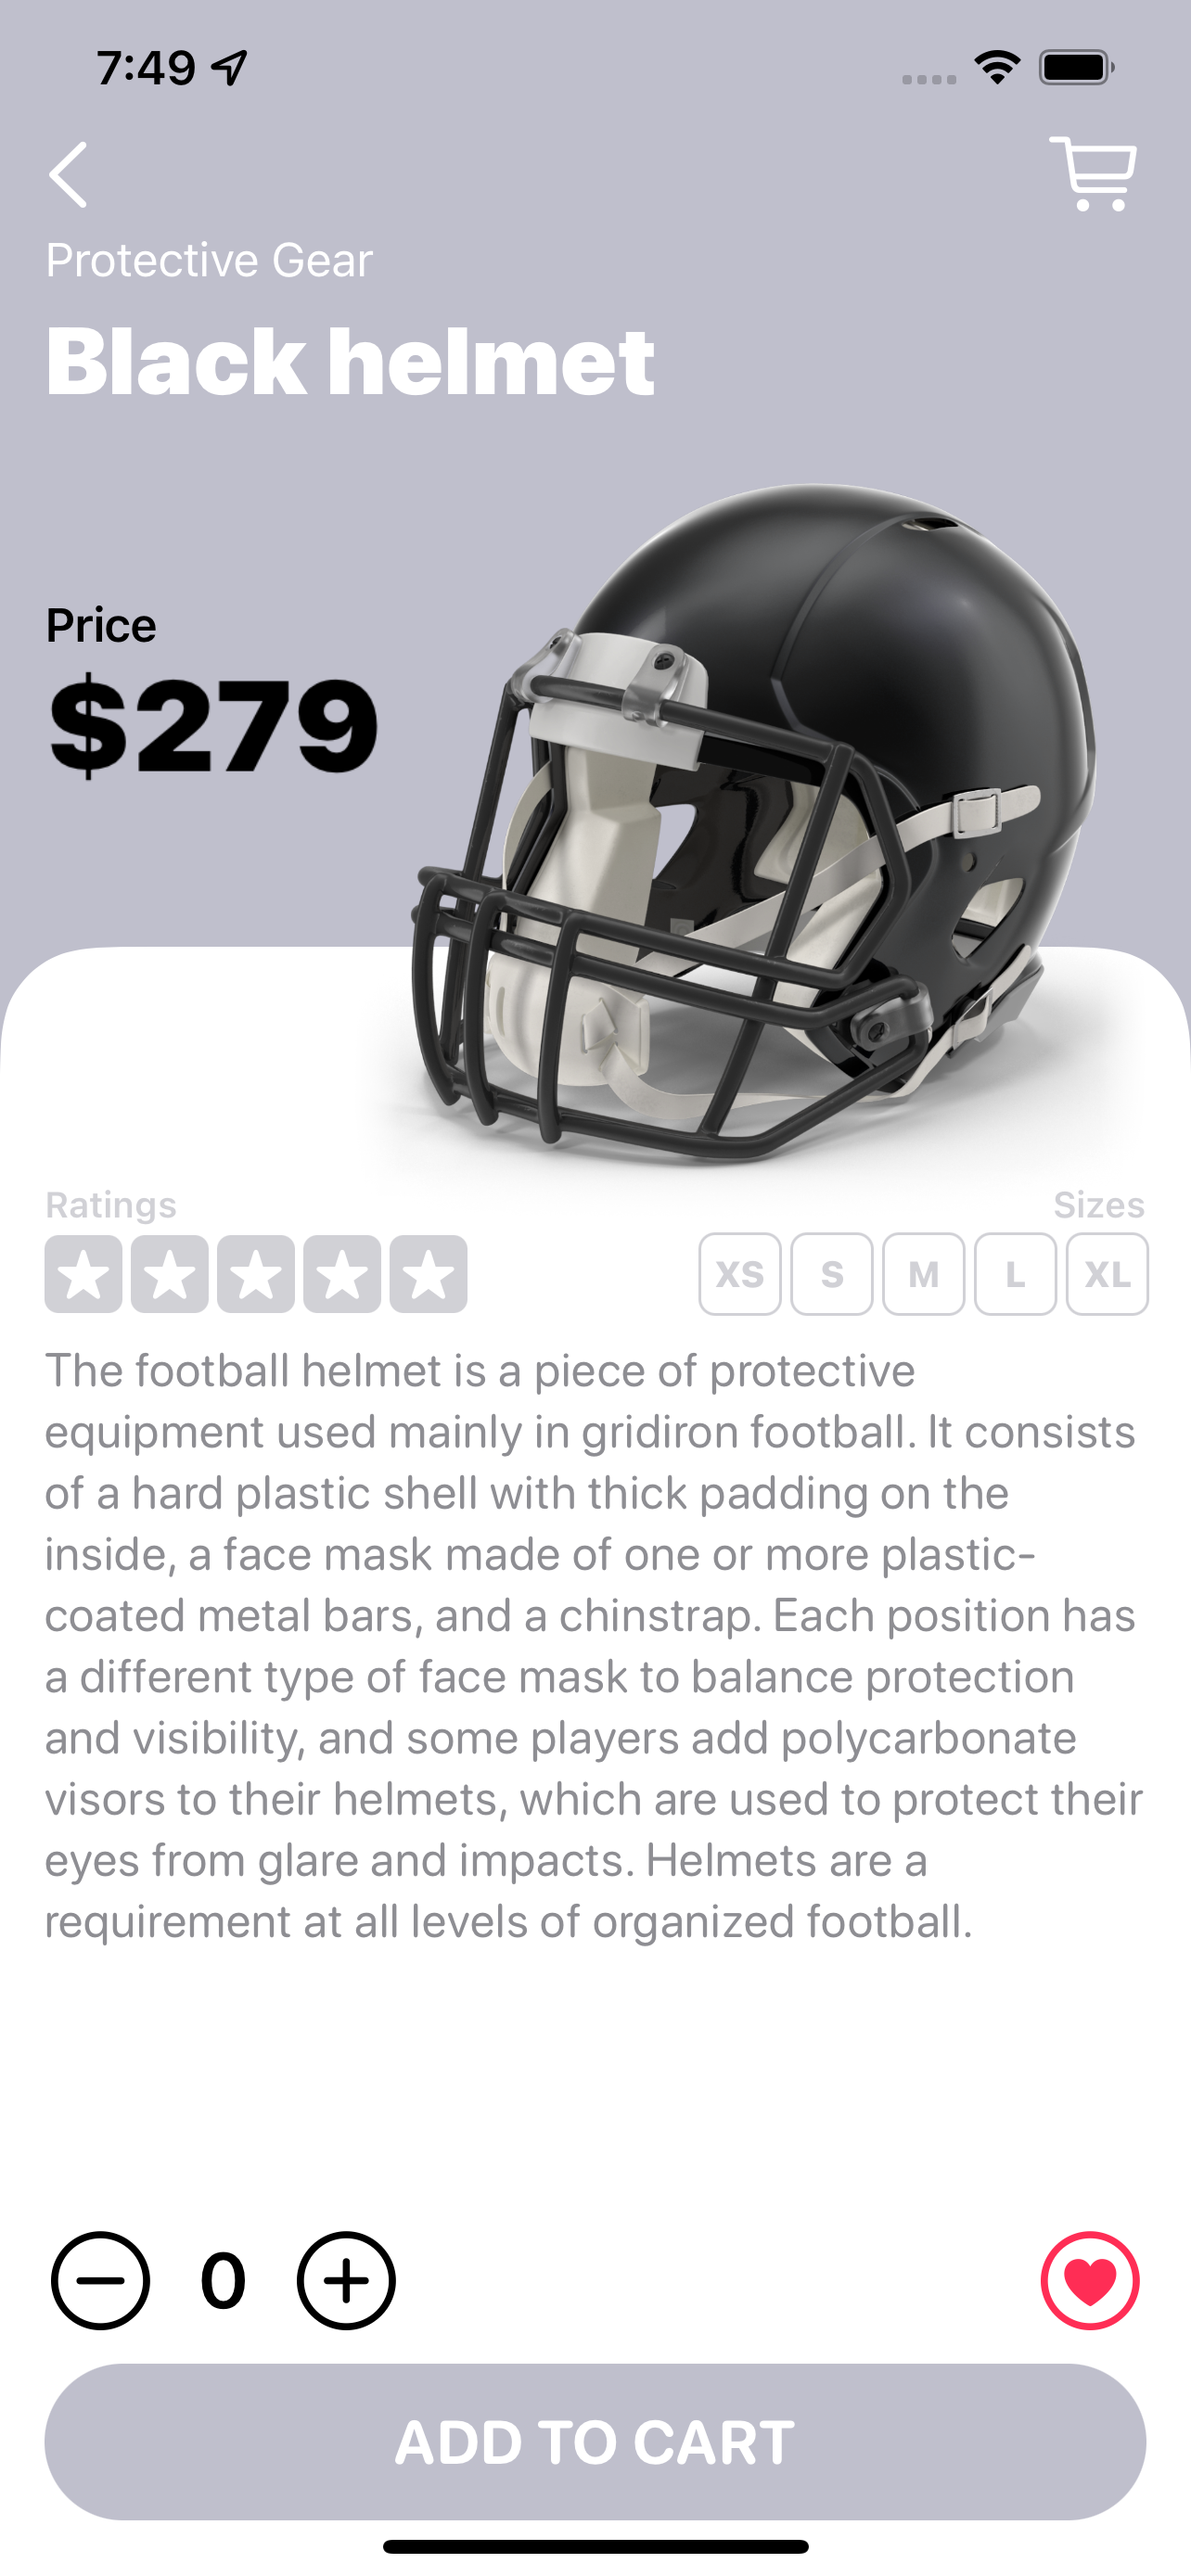 7:49
Protective Gear
Black helmet
Price
$279
Ratings
Sizes
XS S M L XL
The football helmet is a piece of protective
equipment used mainly in gridiron football. It consists
of a hard plastic shell with thick padding on the
inside, a face mask made of one or more plastic-
coated metal bars, and a chinstrap. Each position has
a different type of face mask to balance protection
and visibility, and some players add polycarbonate
visors to their helmets, which are used to protect their
eyes from glare and impacts. Helmets are a
requirement at all levels of organized football.
0
ADD TO CART